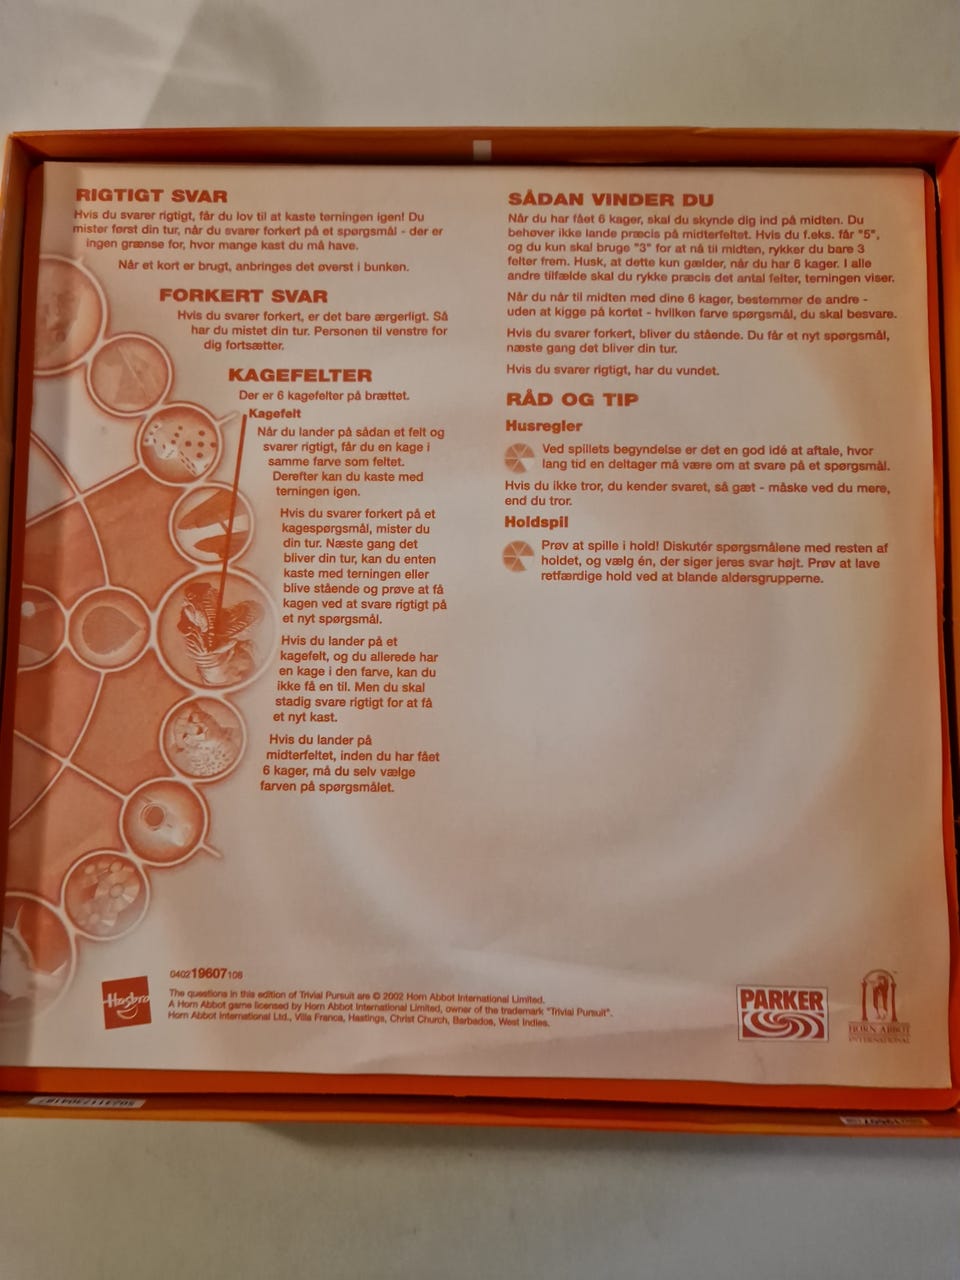 RIGTIGT SVAR
Hvis du svarer rigtigt, får du lov til at kaste terningen igen! Du
mister først din tur, når du svarer forkert på et spørgsmål - der er
ingen grænse for, hvor mange kast du må have.
Når et kort er brugt, anbringes det øverst i bunken.
FORKERT SVAR
Hvis du svarer forkert, er det bare ærgerligt. Så
har du mistet din tur. Personen til venstre for
dig fortsætter.
KAGEFELTER
Der er 6 kagefelter på brættet.
Kagefelt
Når du lander på sådan et felt og
svarer rigtigt, får du en kage i
samme farve som feltet.
Derefter kan du kaste med
terningen igen.
Hvis du svarer forkert på et
kagespørgsmål, mister du
din tur. Næste gang det
bliver din tur, kan du enten
kaste med terningen eller
blive stående og prøve at få
kagen ved at svare rigtigt på
et nyt spørgsmål.
Hvis du lander på et
kagefelt, og du allerede har
en kage i den farve, kan du
ikke få en til. Men du skal
stadig svare rigtigt for at få
et nyt kast.
Hvis du lander på
midterfeltet, inden du har fået
6 kager, må du selv vælge
farven på spørgsmålet.
SÅDAN VINDER DU
Når du har fået 6 kager, skal du skynde dig ind på midten. Du
behøver ikke lande præcis på midterfeltet. Hvis du f.eks. får "5",
og du kun skal bruge "3" for at nå til midten, rykker du bare 3
felter frem. Husk, at dette kun gælder, når du har 6 kager. I alle
andre tilfælde skal du rykke præcis det antal felter, terningen viser.
Når du når til midten med dine 6 kager, bestemmer de andre -
uden at kigge på kortet - hvilken farve spørgsmål, du skal besvare.
Hvis du svarer forkert, bliver du stående. Du får et nyt spørgsmål,
næste gang det bliver din tur.
Hvis du svarer rigtigt, har du vundet.
RÅD OG TIP
Husregler
Ved spillets begyndelse er det en god idé at aftale, hvor
lang tid en deltager må være om at svare på et spørgsmål.
Hvis du ikke tror, du kender svaret, så gæt - måske ved du mere,
end du tror.
Holdspil
Prøv at spille i hold! Diskutér spørgsmålene med resten af
holdet, og vælg én, der siger jeres svar højt. Prøv at lave
retfærdige hold ved at blande aldersgrupperne.
Hasbro
040219607108
The questions in this edition of Trivial Pursuit are © 2002 Horn Abbot International Limited.
A Horn Abbot game licensed by Horn Abbot International Limited, owner of the trademark "Trivial Pursuit".
Horn Abbot International Ltd., Villa Franca, Hastings, Christ Church, Barbados, West Indies.
PARKER
HORN ABBOT
INTERNATIONAL